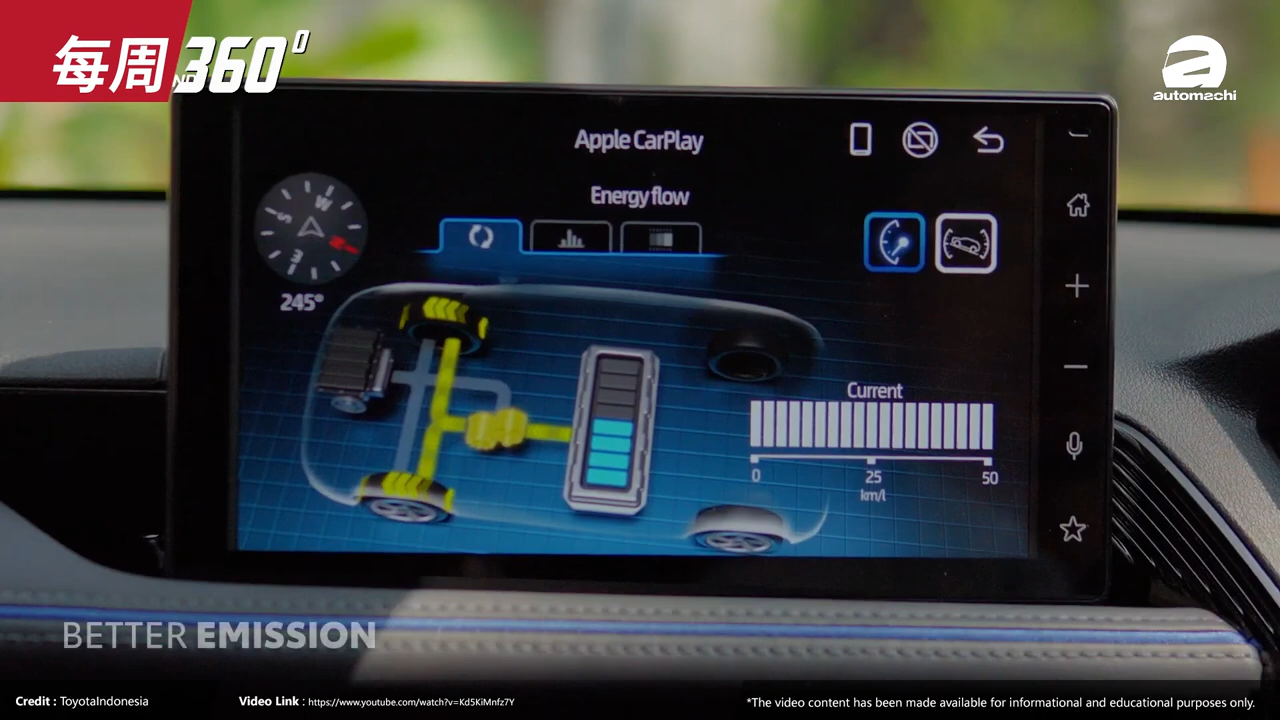 每周360°
automachi
Apple CarPlay
Energy flow
W
S
E
245°
Current
0 25 50
km/l
BETTER EMISSION
Credit : ToyotaIndonesia
Video Link : https://www.youtube.com/watch?v=Kd5KiMnfz7Y
*The video content has been made available for informational and educational purposes only.